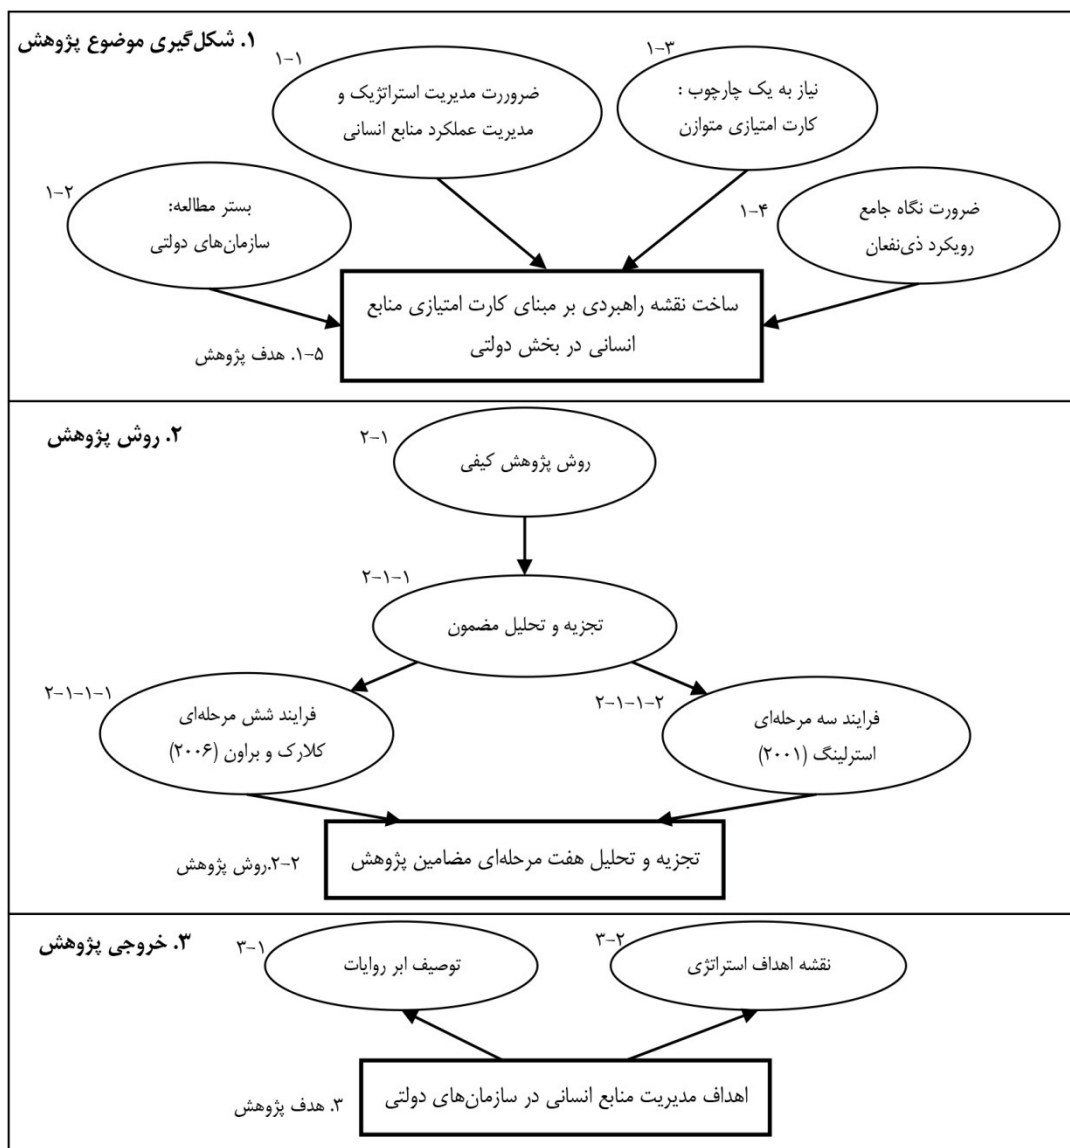 ۱. شکل‌گیری موضوع پژوهش
۱-۱
ضروررت مدیریت استراتژیک و
مدیریت عملکرد منابع انسانی
۱-۳
نیاز به یک چارچوب :
کارت امتیازی متوازن
۱-۲
بستر مطالعه:
سازمان‌های دولتی
۱-۴
ضرورت نگاه جامع
رویکرد ذی‌نفعان
ساخت نقشه راهبردی بر مبنای کارت امتیازی منابع
انسانی در بخش دولتی
۱-۵. هدف پژوهش
۲. روش پژوهش
۲-۱
روش پژوهش کیفی
۲-۱-۱
تجزیه و تحلیل مضمون
۲-۱-۱-۱
فرایند شش مرحله‌ای
کلارک و براون (۲۰۰۶)
۲-۱-۱-۲
فرایند سه مرحله‌ای
استرلینگ (۲۰۰۱)
تجزیه و تحلیل هفت مرحله‌ای مضامین پژوهش
۲-۲.روش پژوهش
۳. خروجی پژوهش
۳-۱
توصیف ابر روایات
۳-۲
نقشه اهداف استراتژی
اهداف مدیریت منابع انسانی در سازمان‌های دولتی
۳. هدف پژوهش